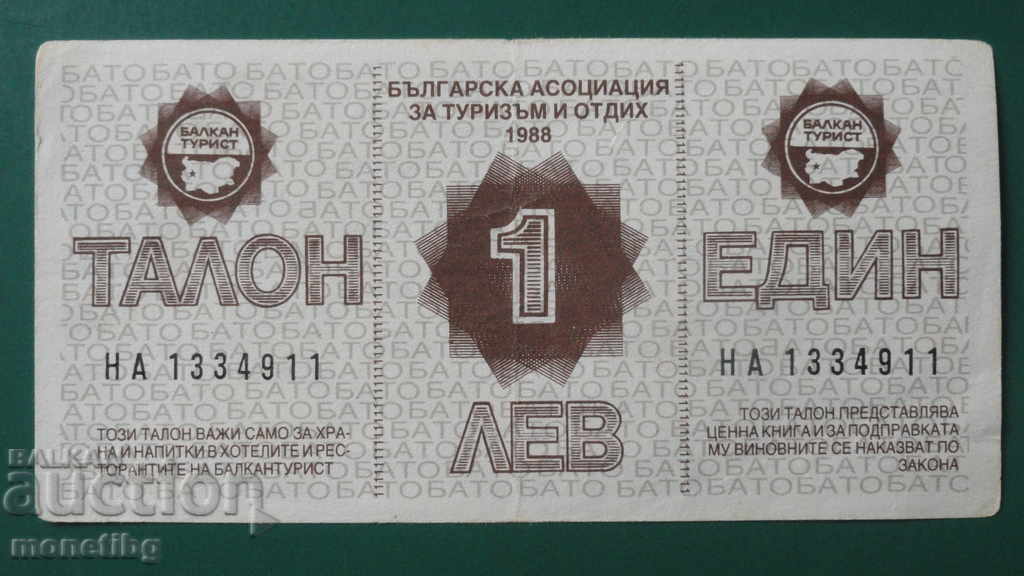 БЪЛГАРСКА АСОЦИАЦИЯ
ЗА ТУРИЗЪМ И ОТДИХ
1988
БАЛКАН
ТУРИСТ
БАЛКАН
ТУРИСТ
ТАЛОН
1
ЕДИН
НА 1334911
НА 1334911
ЛЕВ
ТОЗИ ТАЛОН ВАЖИ САМО ЗА ХРА-
НА И НАПИТКИ В ХОТЕЛИТЕ И РЕС-
ТОРАНТИТЕ НА БАЛКАНТУРИСТ
ТОЗИ ТАЛОН ПРЕДСТАВЛЯВА
ЦЕННА КНИГА И ЗА ПОДПРАВКАТА
МУ ВИНОВНИТЕ СЕ НАКАЗВАТ ПО
ЗАКОНА
BALKAN
auction
monetibg